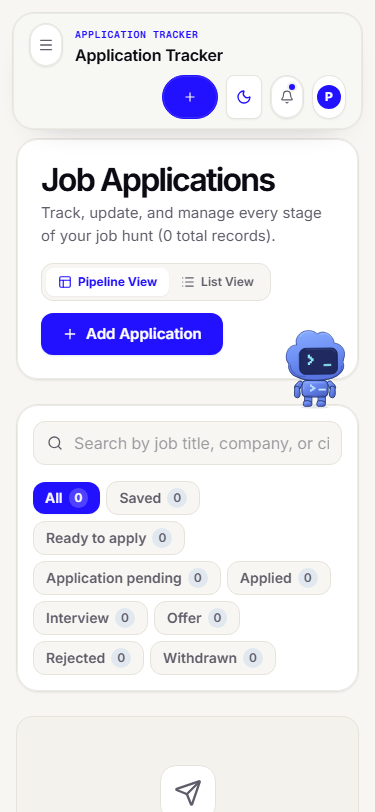 APPLICATION TRACKER
Application Tracker
P
Job Applications
Track, update, and manage every stage
of your job hunt (0 total records).
Pipeline View
List View
+ Add Application
Search by job title, company, or ci
All 0
Saved 0
Ready to apply 0
Application pending 0
Applied 0
Interview 0
Offer 0
Rejected 0
Withdrawn 0